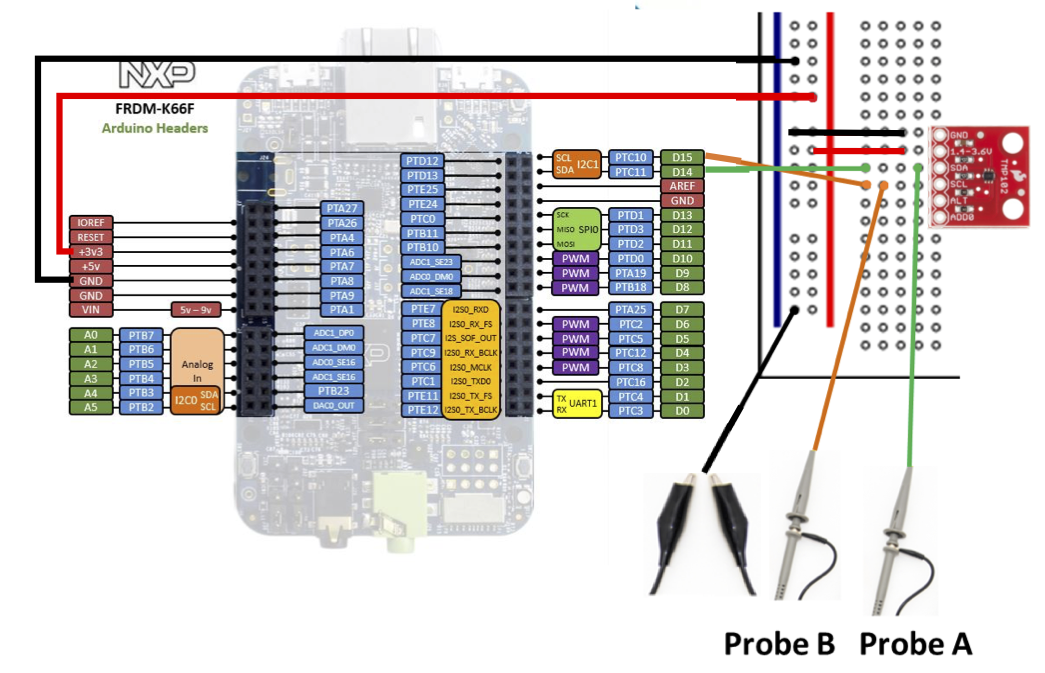 NXP
FRDM-K66F
Arduino Headers
IOREF
RESET
+3v3
+5v
GND
GND
VIN
5v – 9v
PTA27
PTA26
PTA4
PTA6
PTA7
PTA8
PTA9
PTA1
A0 PTB7
A1 PTB6
A2 PTB5
A3 PTB4
A4 PTB3
A5 PTB2
Analog
In
I2C0 SDA
SCL
ADC1_DP0
ADC1_DM0
ADC0_SE16
ADC1_SE16
PTB23
DAC0_OUT
PTD12
PTD13
PTE25
PTE24
PTC0
PTB11
PTB10
ADC1_SE23
ADC0_DM0
ADC1_SE18
PTE7 I2S0_RXD
PTE8 I2S0_RX_FS
PTC7 I2S_SOF_OUT
PTC9 I2S0_RX_BCLK
PTC6 I2S0_MCLK
PTC1 I2S0_TXD0
PTE11 I2S0_TX_FS
PTE12 I2S0_TX_BCLK
SCL
SDA
I2C1
PTC10 D15
PTC11 D14
AREF
GND
SCK
MISO SPI0
MOSI
PTD1 D13
PTD3 D12
PTD2 D11
PWM PTD0 D10
PWM PTA19 D9
PWM PTB18 D8
PTA25 D7
PWM PTC2 D6
PWM PTC5 D5
PWM PTC12 D4
PWM PTC8 D3
PTC16 D2
TX
RX
UART1
PTC4 D1
PTC3 D0
GND
1.4-3.6V
SDA
SCL
ALT
ADD0
TMP102
Probe B
Probe A